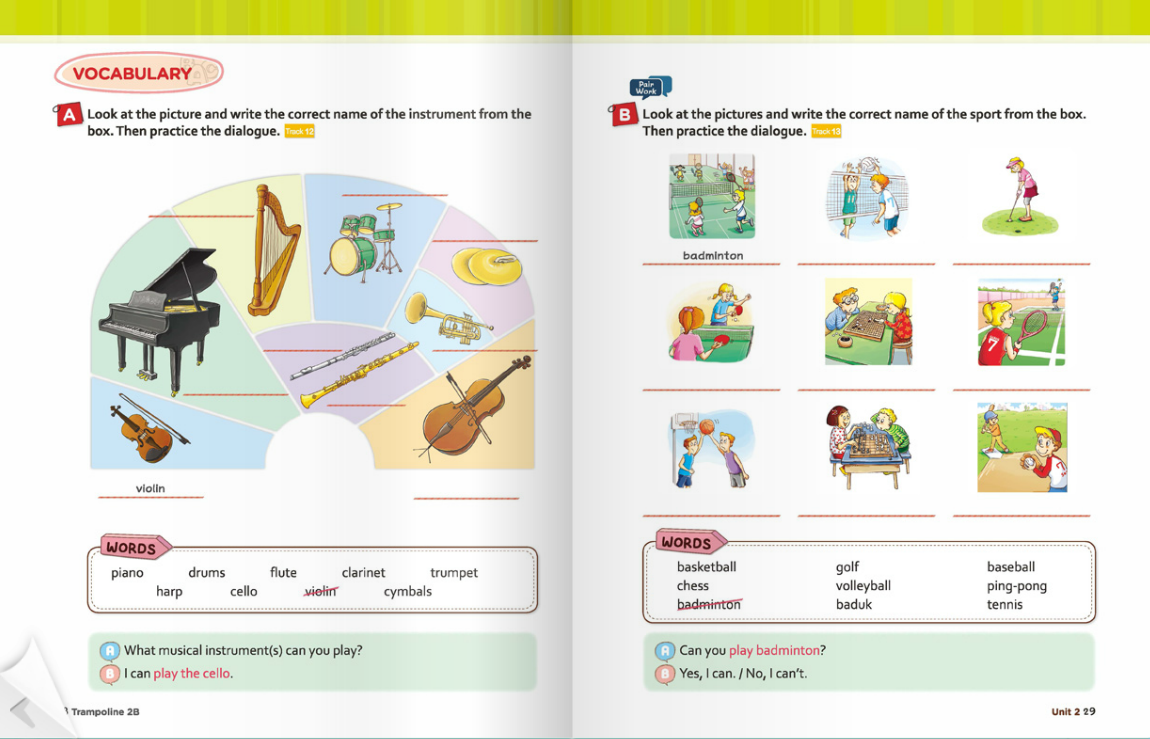 VOCABULARY
A Look at the picture and write the correct name of the instrument from the
box. Then practice the dialogue. Track 12
violin
WORDS
piano drums flute clarinet trumpet
harp cello violin cymbals
A What musical instrument(s) can you play?
B I can play the cello.
Trampoline 2B
Pair
Work
B Look at the pictures and write the correct name of the sport from the box.
Then practice the dialogue. Track 13
badminton
WORDS
basketball golf baseball
chess volleyball ping-pong
badminton baduk tennis
A Can you play badminton?
B Yes, I can. / No, I can't.
Unit 2 29